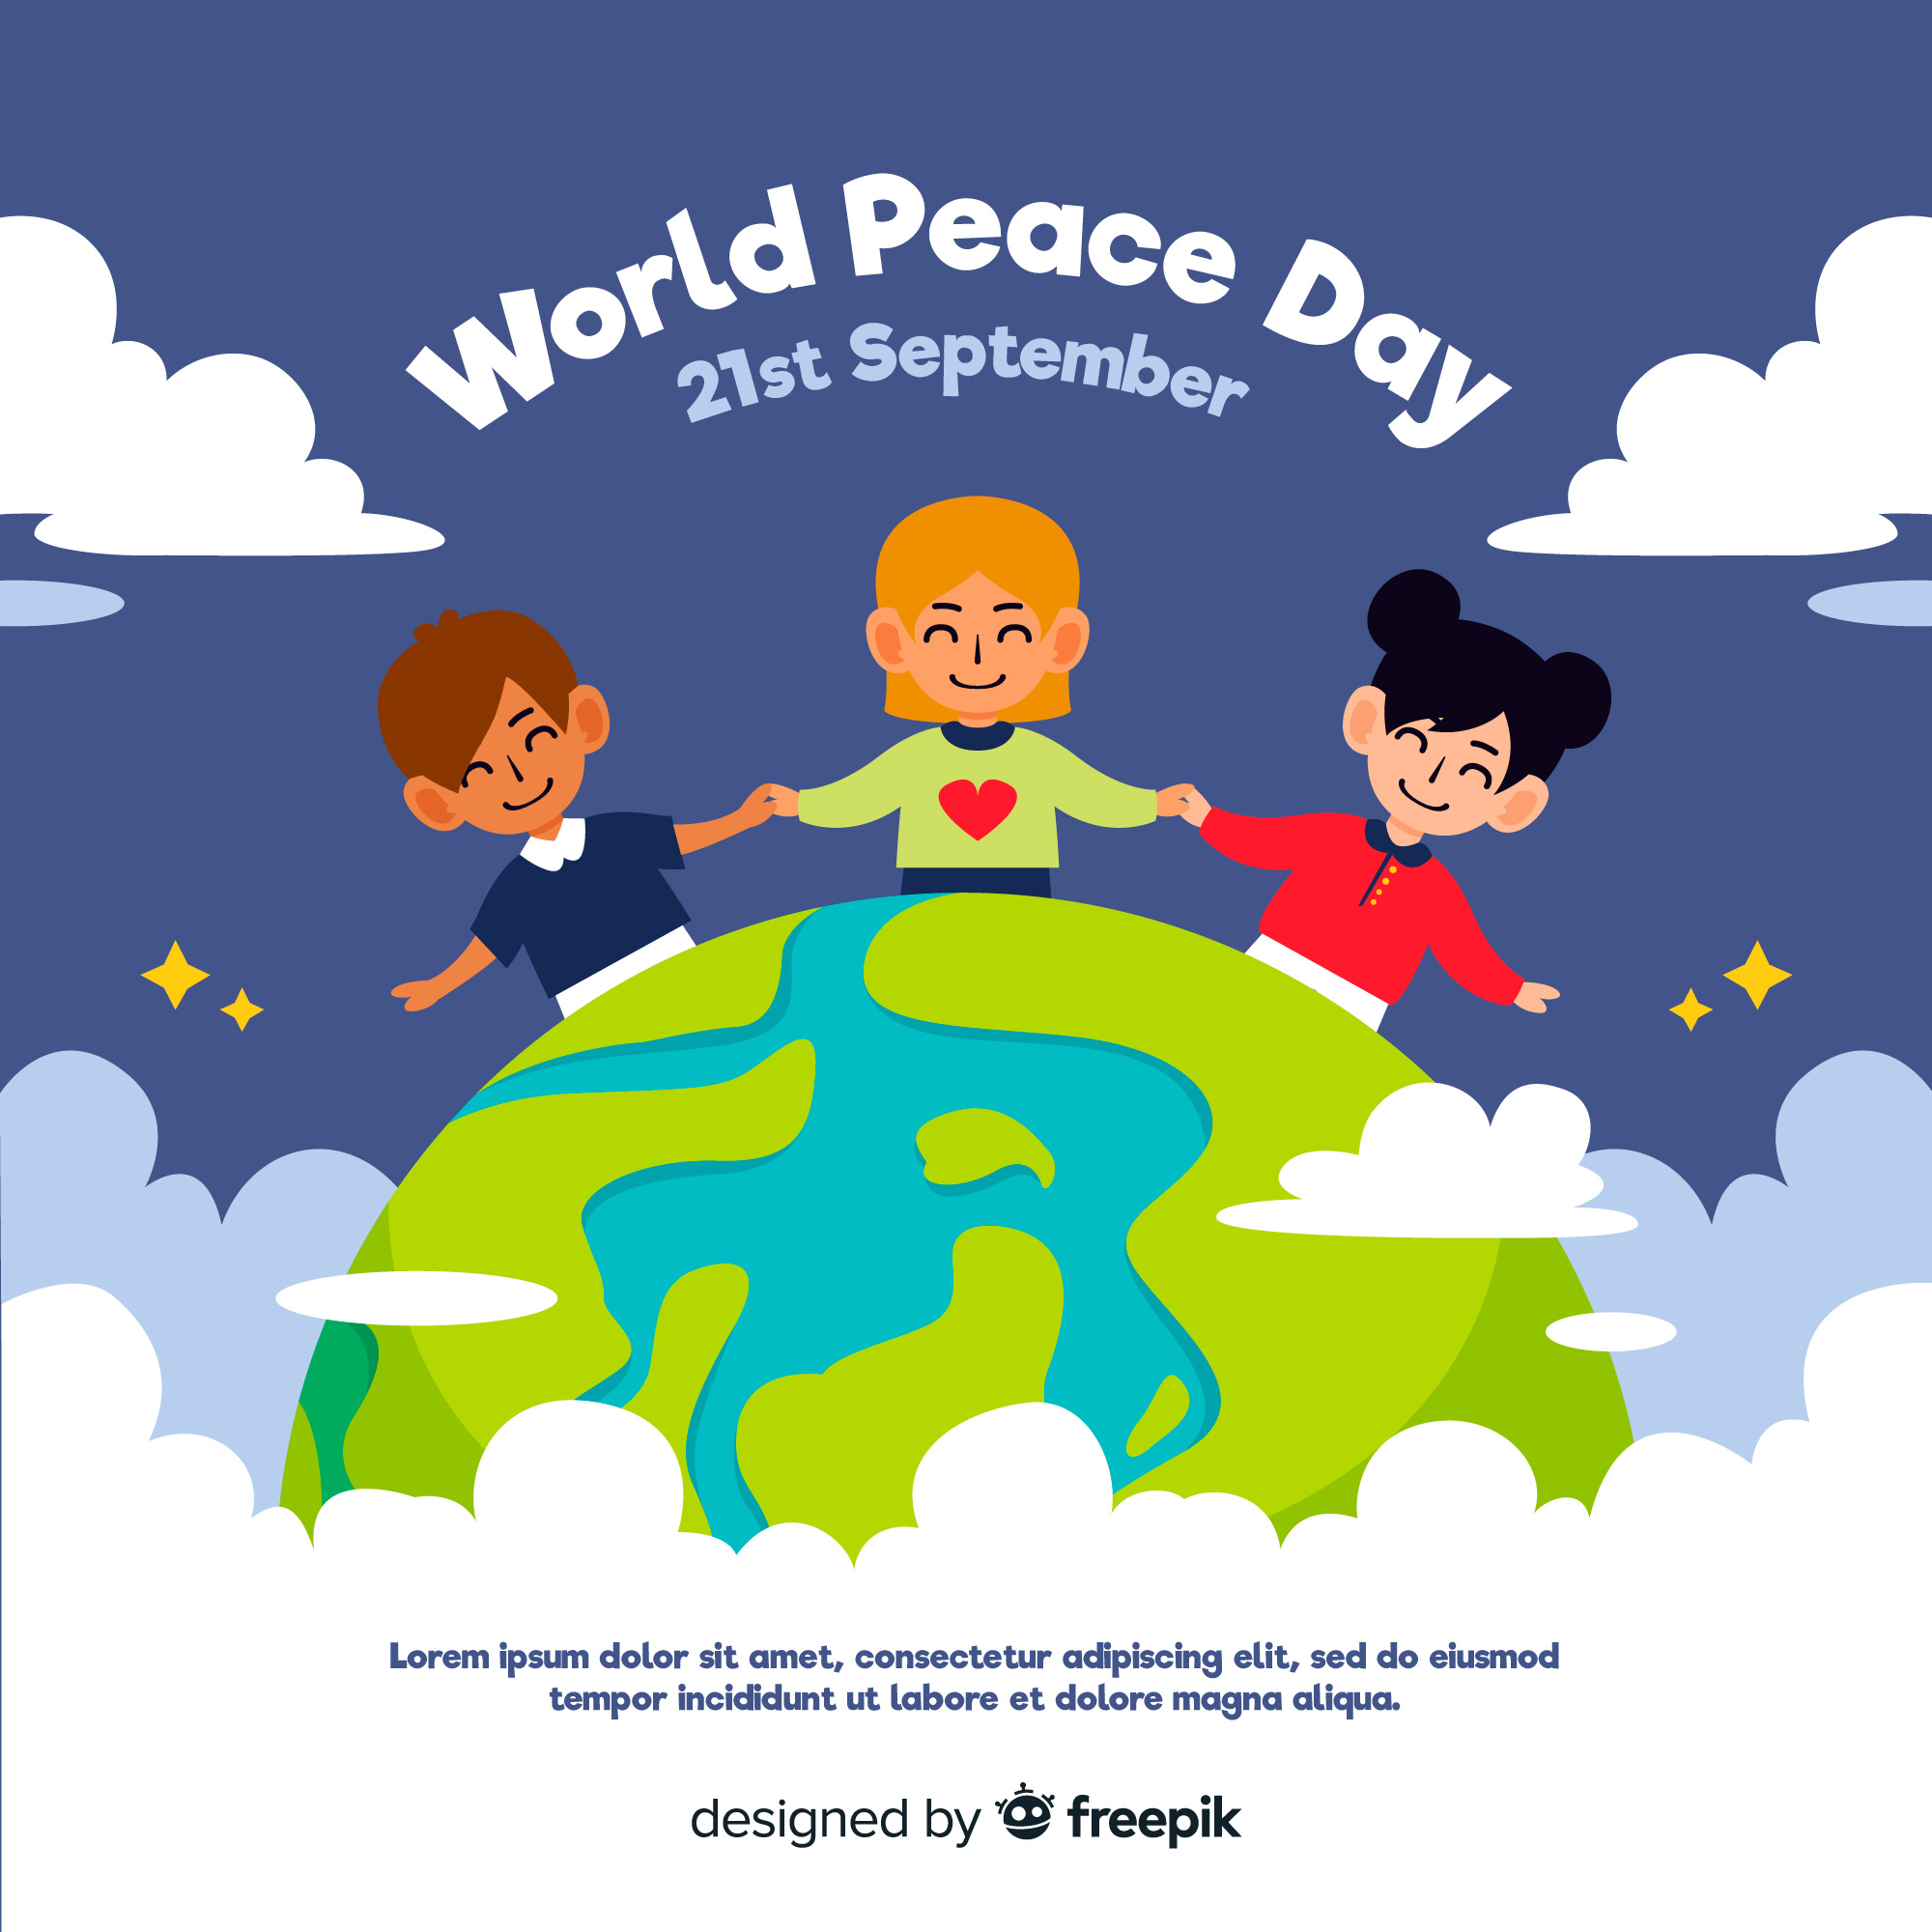 World Peace Day
21st September
Lorem ipsum dolor sit amet, consectetur adipiscing elit, sed do eiusmod
tempor incididunt ut labore et dolore magna aliqua.
designed by freepik